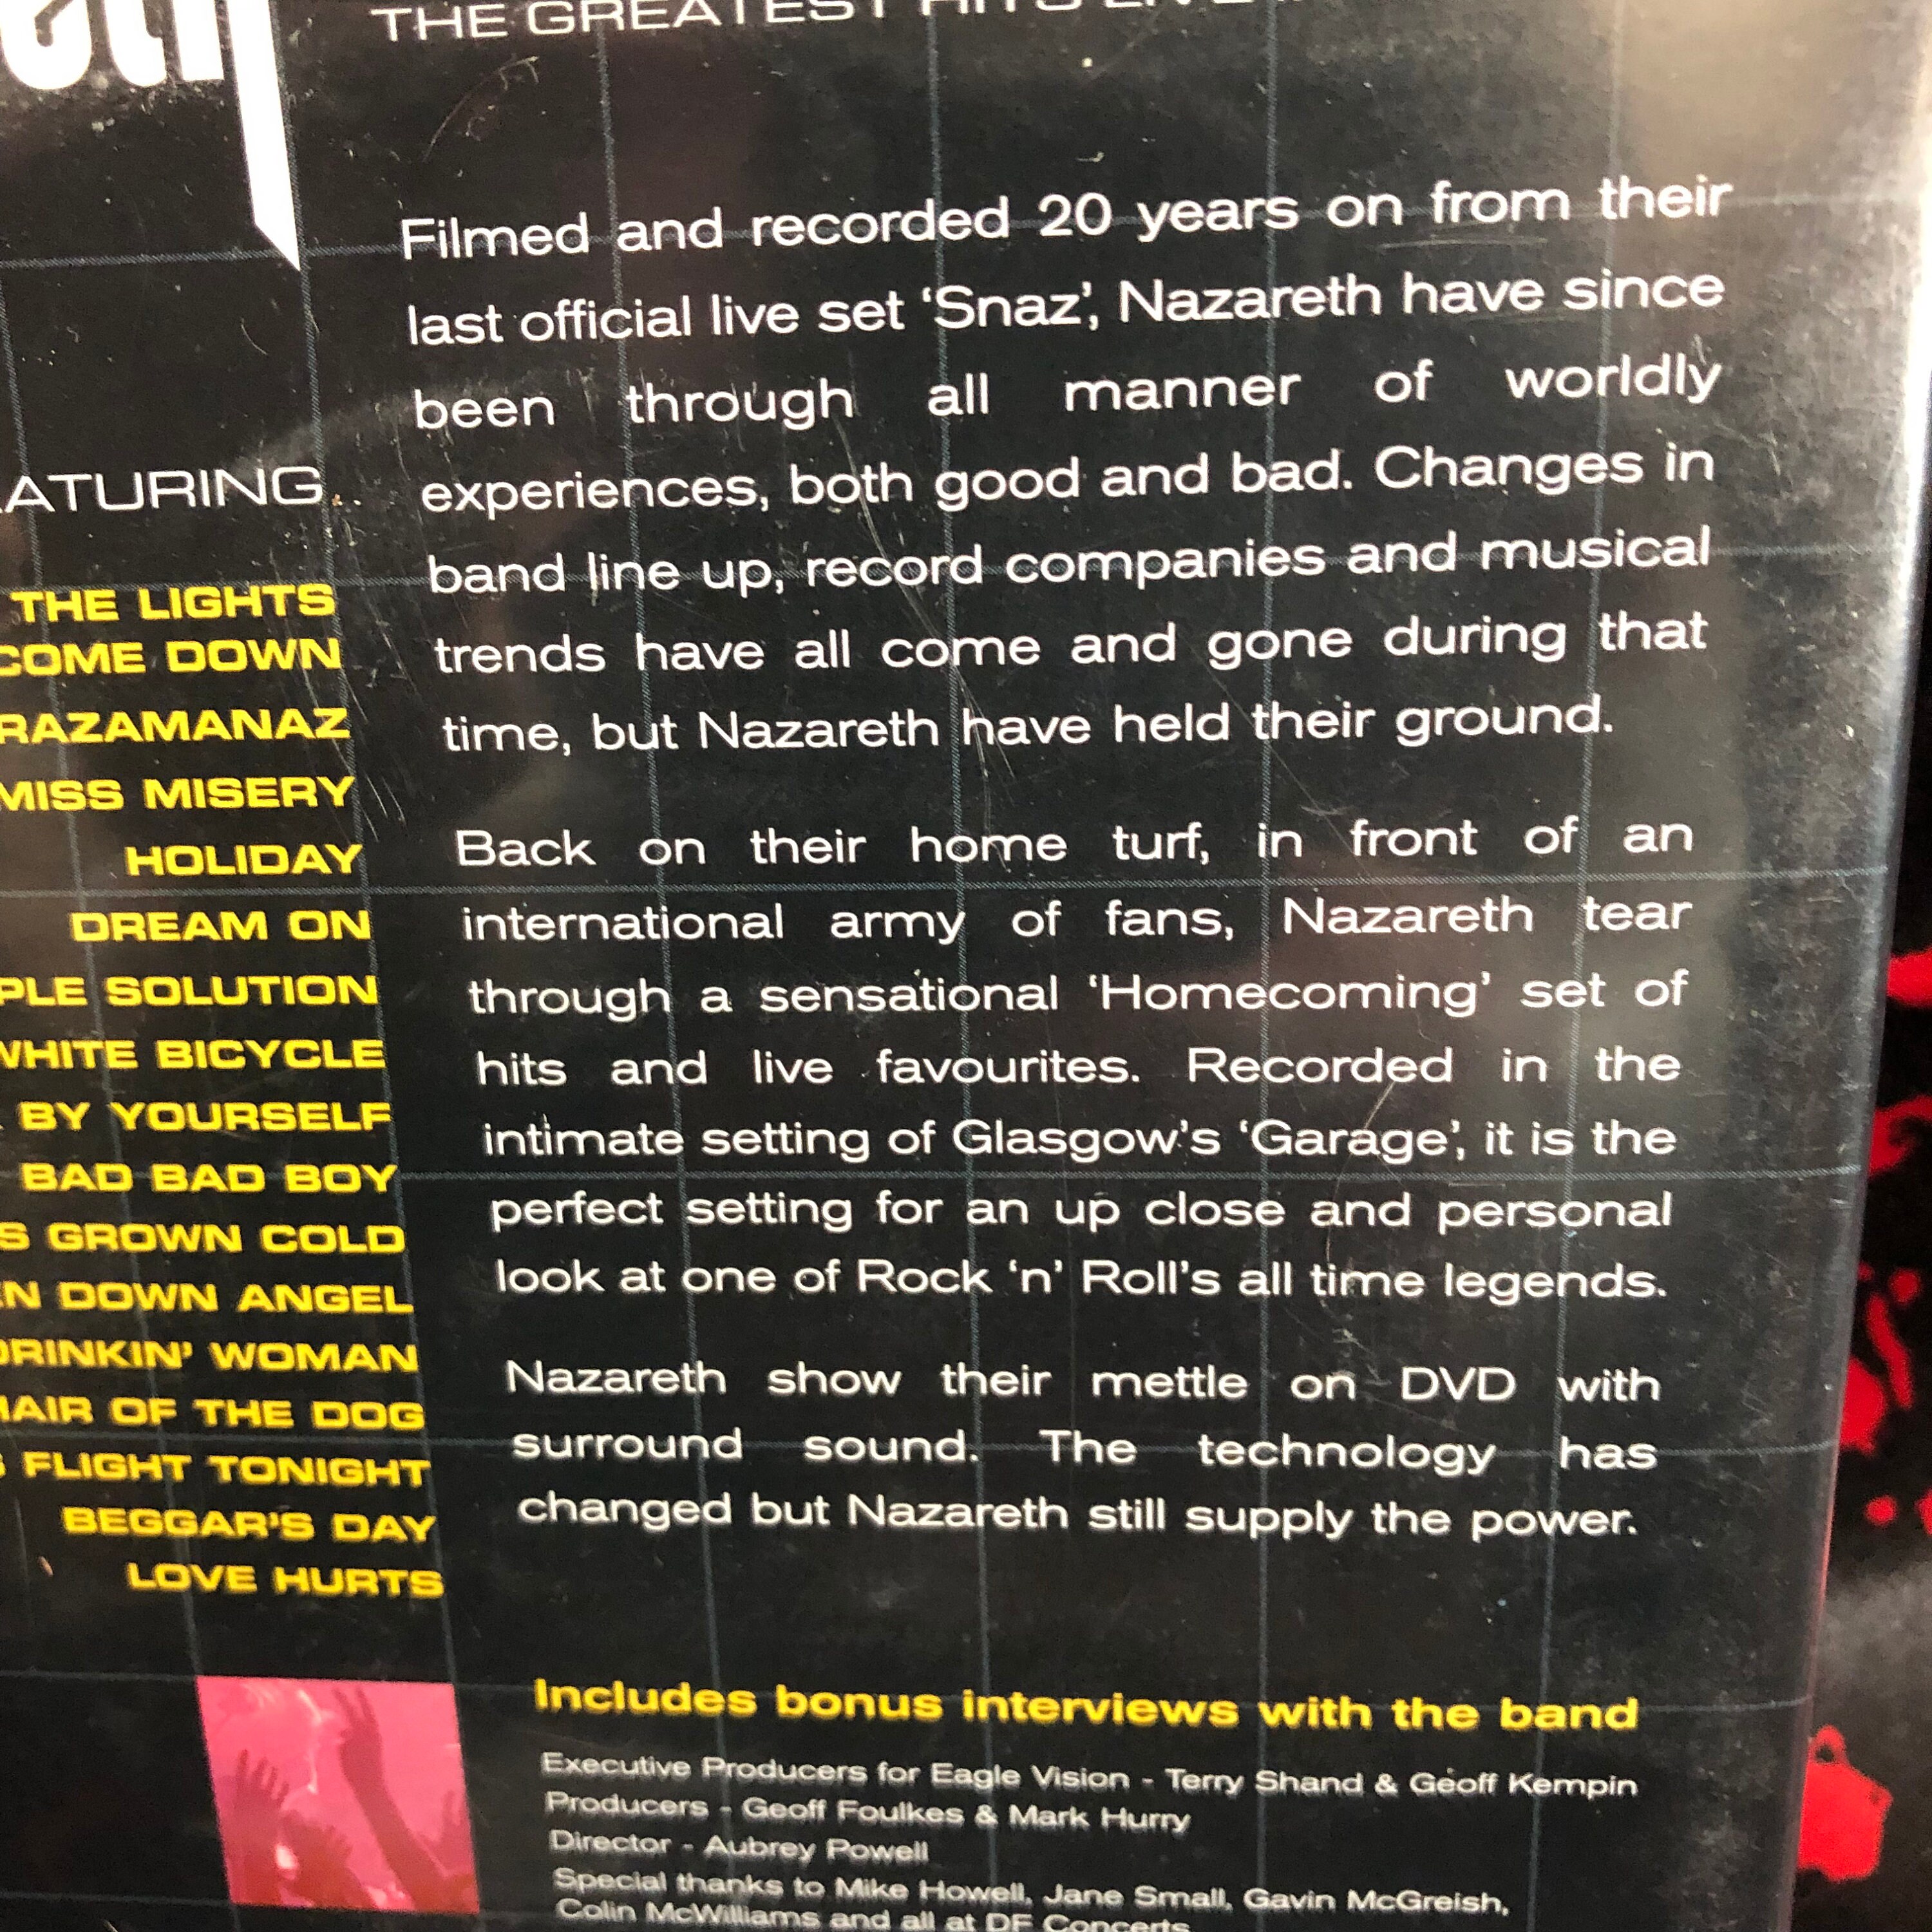 THE GREATEST HITS
Filmed and recorded 20 years on from their
last official live set ‘Snaz’, Nazareth have since
been through all manner of worldly
experiences, both good and bad. Changes in
band line up, record companies and musical
trends have all come and gone during that
time, but Nazareth have held their ground.
Back on their home turf, in front of an
international army of fans, Nazareth tear
through a sensational ‘Homecoming’ set of
hits and live favourites. Recorded in the
intimate setting of Glasgow's ‘Garage’, it is the
perfect setting for an up close and personal
look at one of Rock ‘n’ Roll's all time legends.
Nazareth show their mettle on DVD with
surround sound. The technology has
changed but Nazareth still supply the power.
ATURING...
THE LIGHTS
COME DOWN
RAZAMANAZ
MISS MISERY
HOLIDAY
DREAM ON
PLE SOLUTION
WHITE BICYCLE
BY YOURSELF
BAD BAD BOY
S GROWN COLD
N DOWN ANGEL
DRINKIN’ WOMAN
HAIR OF THE DOG
FLIGHT TONIGHT
BEGGAR'S DAY
LOVE HURTS
Includes bonus interviews with the band
Executive Producers for Eagle Vision - Terry Shand & Geoff Kempin
Producers - Geoff Foulkes & Mark Hurry
Director - Aubrey Powell
Special thanks to Mike Howell, Jane Small, Gavin McGreish,
Colin McWilliams and all at DF Concerts